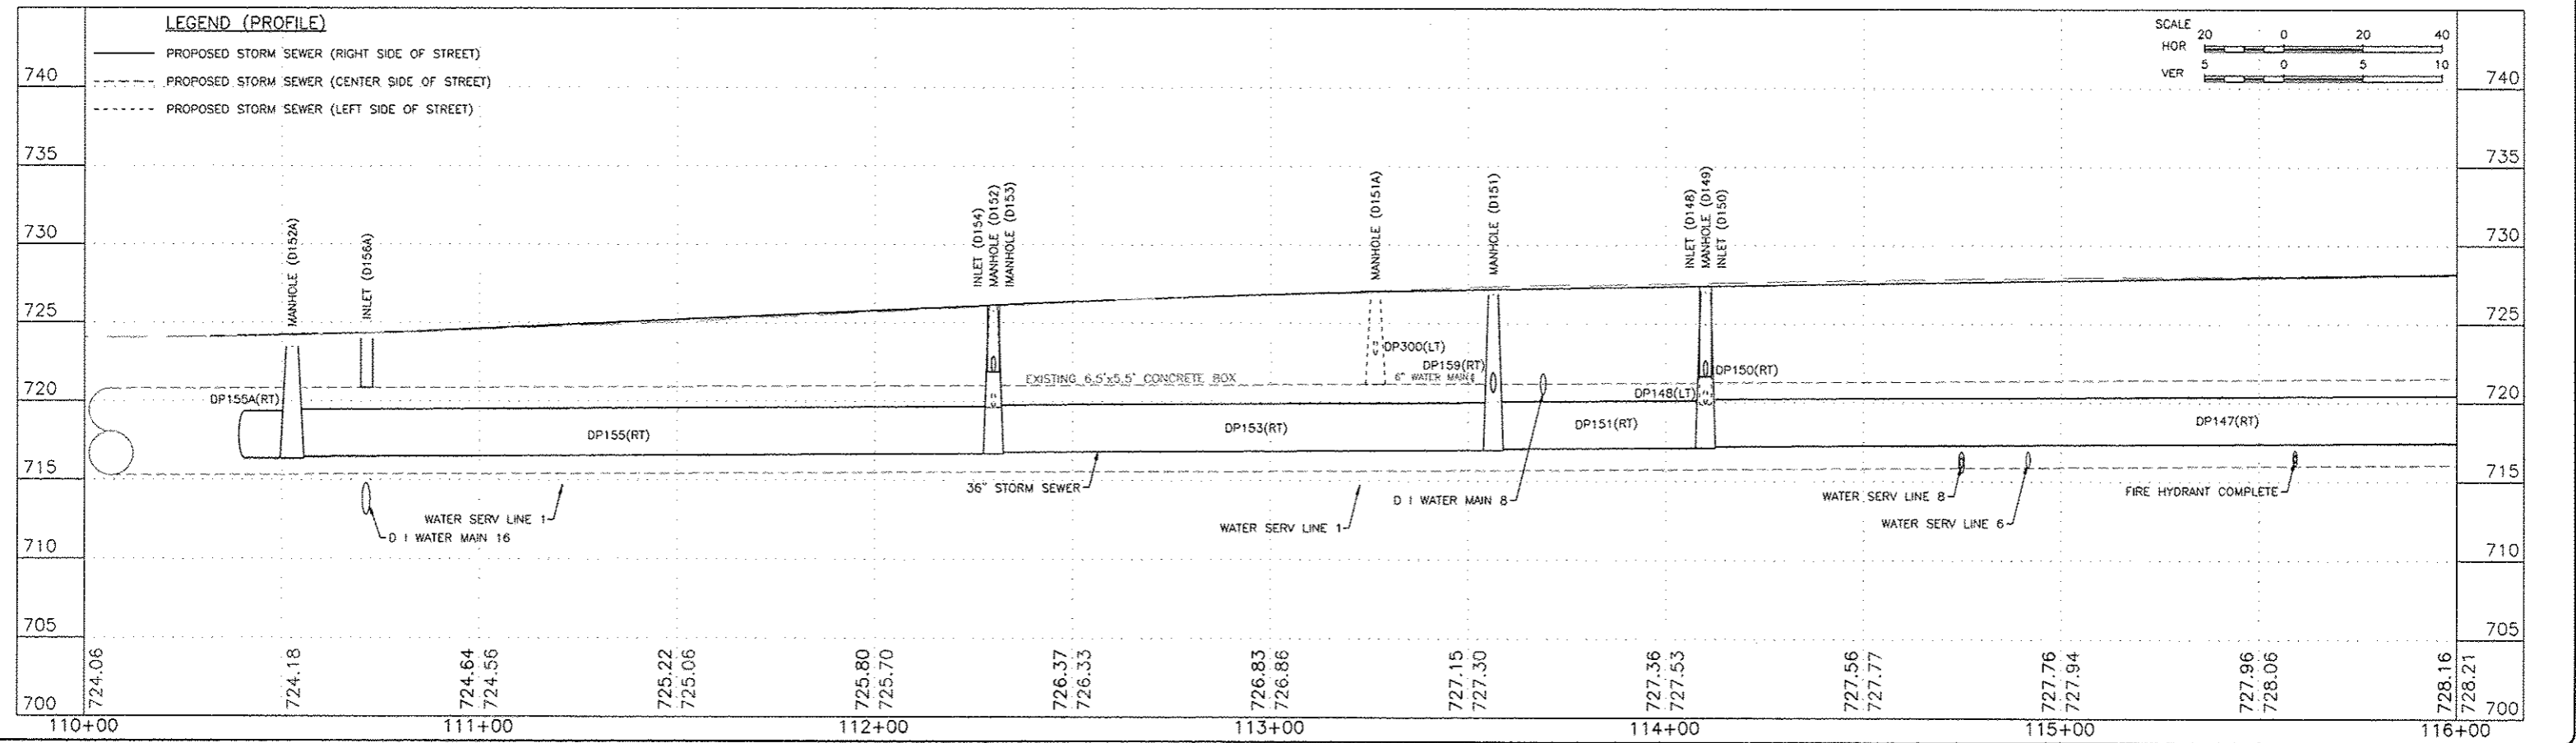 LEGEND (PROFILE)
PROPOSED STORM SEWER (RIGHT SIDE OF STREET)
PROPOSED STORM SEWER (CENTER SIDE OF STREET)
PROPOSED STORM SEWER (LEFT SIDE OF STREET)
SCALE
HOR
20 0 20 40
VER
5 0 5 10
740
740
735
735
730
730
725
725
720
720
715
715
710
710
705
705
700
700
MANHOLE (D152A)
INLET (D156A)
INLET (D154)
MANHOLE (D152)
IMANHOLE (D153)
MANHOLE (D151A)
MANHOLE (D151)
INLET (D148)
MANHOLE (D149)
INLET (D150)
DP300(LT)
DP159(RT)
6" WATER MAIN
EXISTING 6.5'x5.5' CONCRETE BOX
DP150(RT)
DP148(LT)
DP155A(RT)
DP155(RT)
DP153(RT)
DP151(RT)
DP147(RT)
36" STORM SEWER
D I WATER MAIN 8
WATER SERV LINE 8
FIRE HYDRANT COMPLETE
WATER SERV LINE 1
D I WATER MAIN 16
WATER SERV LINE 1
WATER SERV LINE 6
724.06
724.18
724.64
724.56
725.22
725.06
725.80
725.70
726.37
726.33
726.83
726.86
727.15
727.30
727.36
727.53
727.56
727.77
727.76
727.94
727.96
728.06
728.16
728.21
110+00
111+00
112+00
113+00
114+00
115+00
116+00